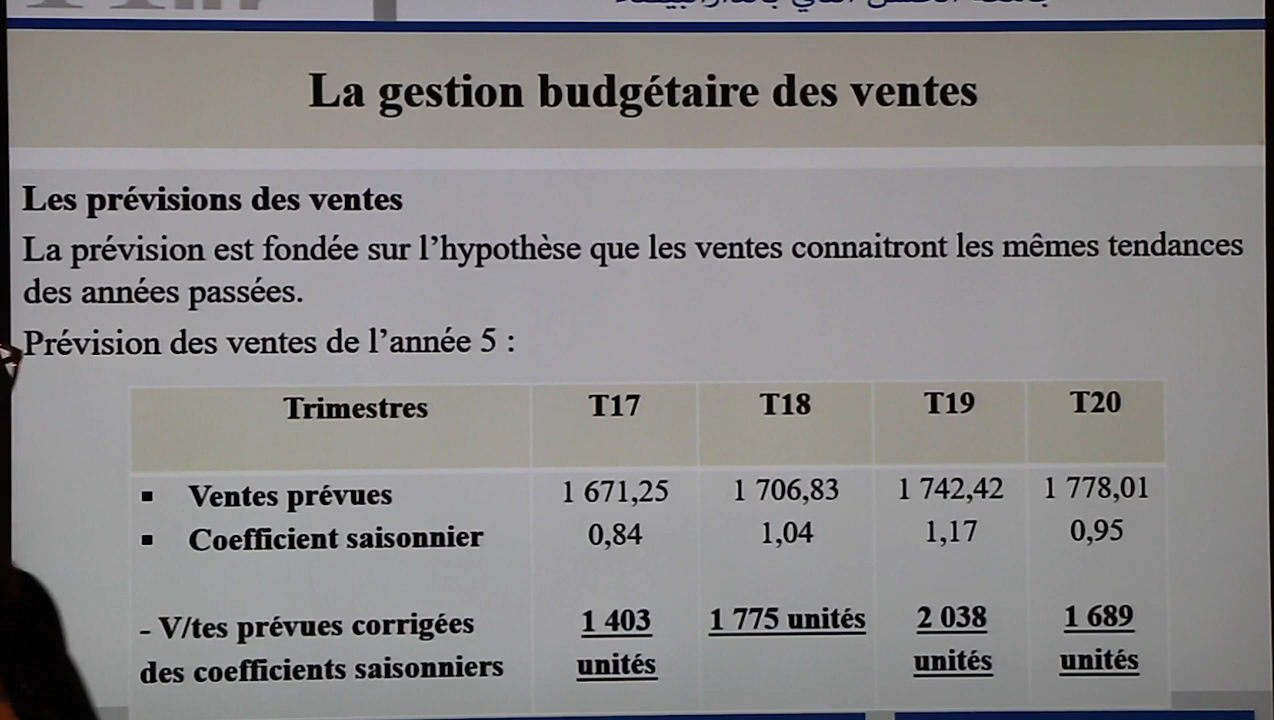 La gestion budgétaire des ventes
Les prévisions des ventes
La prévision est fondée sur l’hypothèse que les ventes connaitront les mêmes tendances
des années passées.
Prévision des ventes de l’année 5 :
Trimestres T17 T18 T19 T20
▪ Ventes prévues 1 671,25 1 706,83 1 742,42 1 778,01
▪ Coefficient saisonnier 0,84 1,04 1,17 0,95
- V/tes prévues corrigées 1 403 1 775 unités 2 038 1 689
des coefficients saisonniers unités unités unités